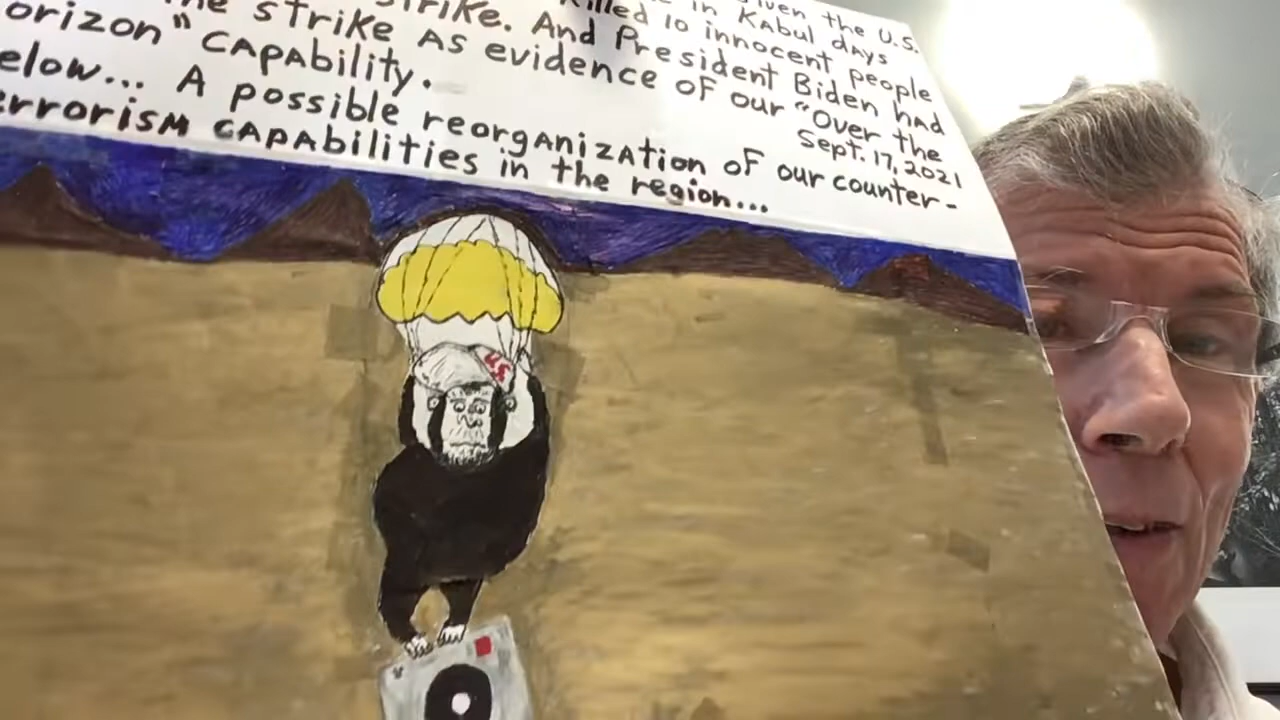 the U.S.
in Kabul days
killed 10 innocent people
strike. And President Biden had
strike as evidence of our "Over the
orizon" capability. Sept. 17, 2021
elow... A possible reorganization of our counter-
errorism capabilities in the region...
US